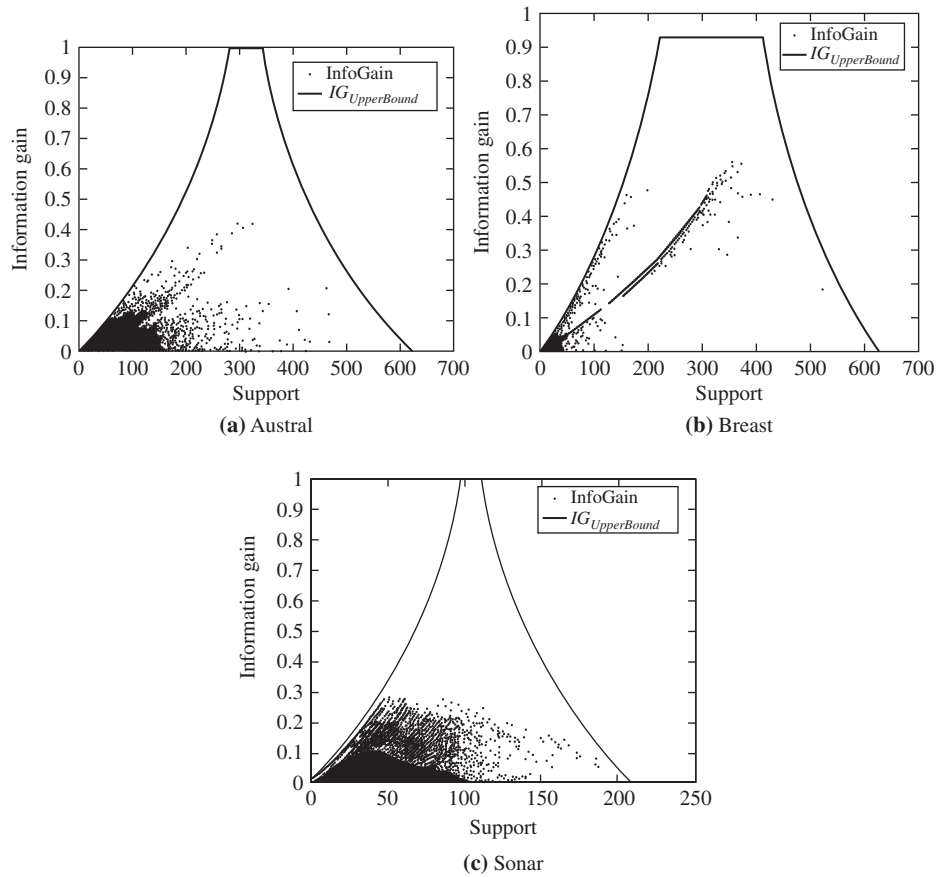 1
0.9
0.8
0.7
0.6
0.5
0.4
0.3
0.2
0.1
0
Information gain
InfoGain
IG_UpperBound
0 100 200 300 400 500 600 700
Support
(a) Austral
1
0.9
0.8
0.7
0.6
0.5
0.4
0.3
0.2
0.1
0
Information gain
InfoGain
IG_UpperBound
0 100 200 300 400 500 600 700
Support
(b) Breast
1
0.9
0.8
0.7
0.6
0.5
0.4
0.3
0.2
0.1
0
Information gain
InfoGain
IG_UpperBound
0 50 100 150 200 250
Support
(c) Sonar